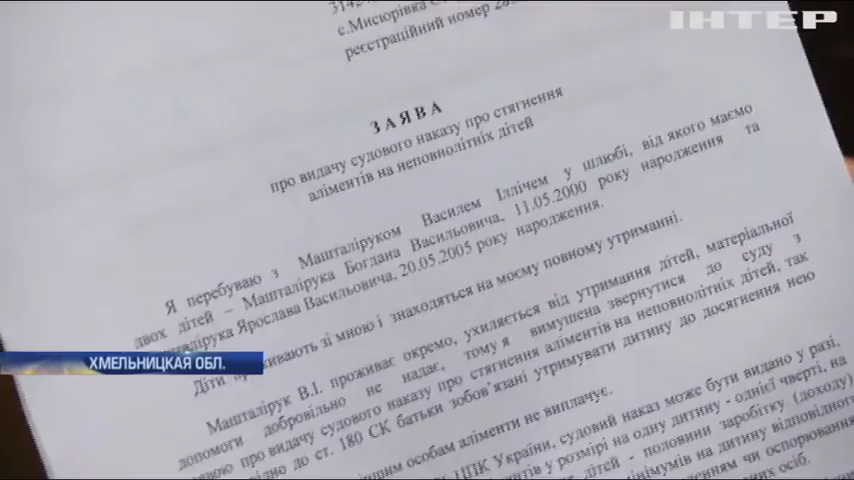 ІНТЕР
3142
с.Мисюрівка
реєстраційний номер 28
ЗАЯВА
про видачу судового наказу про стягнення
аліментів на неповнолітніх дітей
Я перебуваю з Машталіруком Василем Іллічем у шлюбі, від якого маємо
двох дітей – Машталірука Богдана Васильовича, 11.05.2000 року народження та
Машталірука Ярослава Васильовича, 20.05.2005 року народження.
Діти проживають зі мною і знаходяться на моєму повному утриманні.
Машталірук В.І. проживає окремо, ухиляється від утримання дітей, матеріальної
допомоги добровільно не надає, тому я вимушена звернутися до суду з
про видачу судового наказу про стягнення аліментів на неповнолітніх дітей, так
до ст. 180 СК батьки зобов’язані утримувати дитину до досягнення нею
особам аліменти не виплачує.
ЦПК України, судовий наказ може бути видано у разі,
у розмірі на одну дитину - однієї чверті, на
дітей - половини заробітку (доходу)
на дитину відповідного
чи оспорювання
осіб.
ХМЕЛЬНИЦКАЯ ОБЛ.